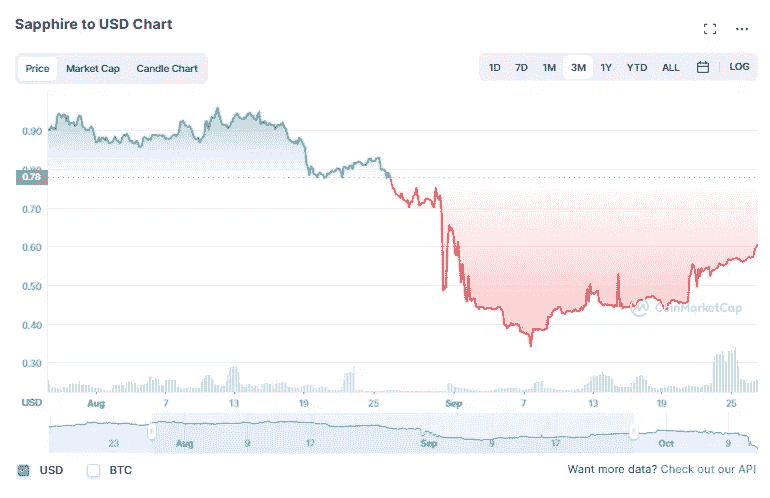 Sapphire to USD Chart
Price Market Cap Candle Chart
1D 7D 1M 3M 1Y YTD ALL LOG
0.90
0.80
0.78
0.70
0.60
0.50
0.40
0.30
CoinMarketCap
USD Aug 7 13 19 25 Sep 7 13 19 25
23 Aug 9 17 Sep 9 17 Oct 9
USD BTC
Want more data? Check out our API